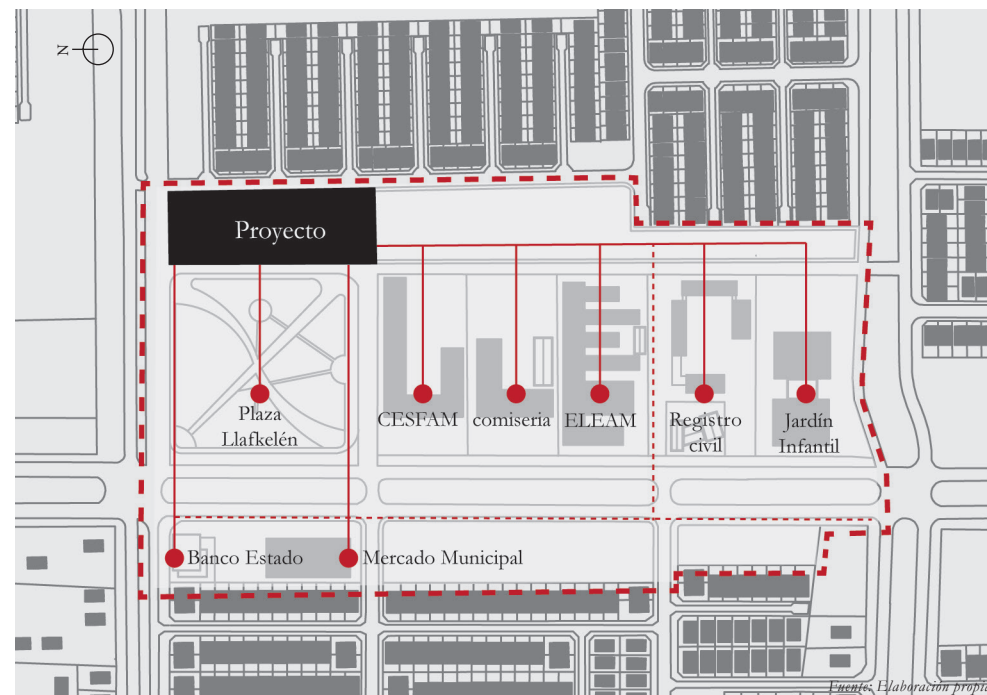 N
Proyecto
Plaza
Llafkelén
CESFAM
comiseria
ELEAM
Registro
civil
Jardín
Infantil
Banco Estado
Mercado Municipal
Fuente: Elaboración propia